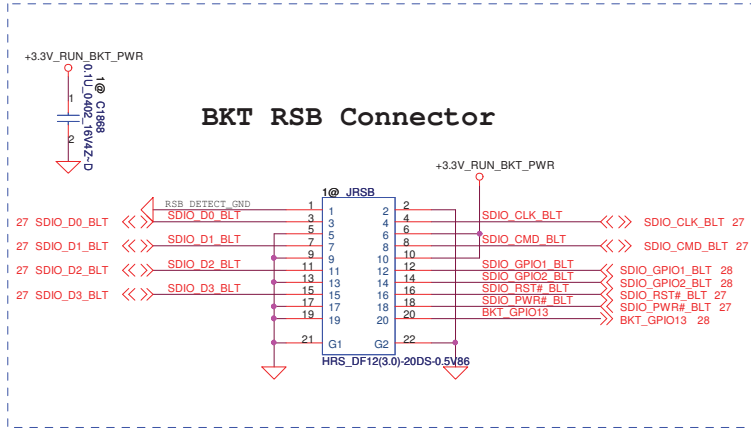 +3.3V_RUN_BKT_PWR
1
2
1@ C1868
0.1U_0402_16V4Z~D
BKT RSB Connector
+3.3V_RUN_BKT_PWR
1@ JRSB
RSB_DETECT_GND 1 1 2 2
27 SDIO_D0_BLT SDIO_D0_BLT 3 3 4 4 SDIO_CLK_BLT SDIO_CLK_BLT 27
5 5 6 6
27 SDIO_D1_BLT SDIO_D1_BLT 7 7 8 8 SDIO_CMD_BLT SDIO_CMD_BLT 27
9 9 10 10
27 SDIO_D2_BLT SDIO_D2_BLT 11 11 12 12 SDIO_GPIO1_BLT SDIO_GPIO1_BLT 28
13 13 14 14 SDIO_GPIO2_BLT SDIO_GPIO2_BLT 28
27 SDIO_D3_BLT SDIO_D3_BLT 15 15 16 16 SDIO_RST#_BLT SDIO_RST#_BLT 27
17 17 18 18 SDIO_PWR#_BLT SDIO_PWR#_BLT 27
19 19 20 20 BKT_GPIO13 BKT_GPIO13 28
21 G1 G2 22
HRS_DF12(3.0)-20DS-0.5V86